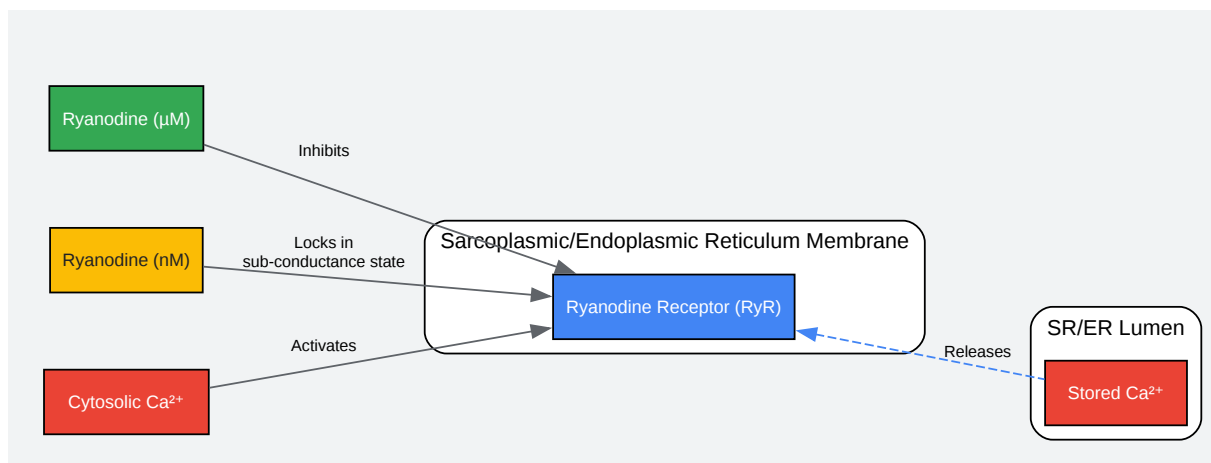 Ryanodine (µM)
Inhibits
Ryanodine (nM)
Locks in
sub-conductance state
Sarcoplasmic/Endoplasmic Reticulum Membrane
Ryanodine Receptor (RyR)
Activates
Cytosolic Ca²⁺
Releases
SR/ER Lumen
Stored Ca²⁺